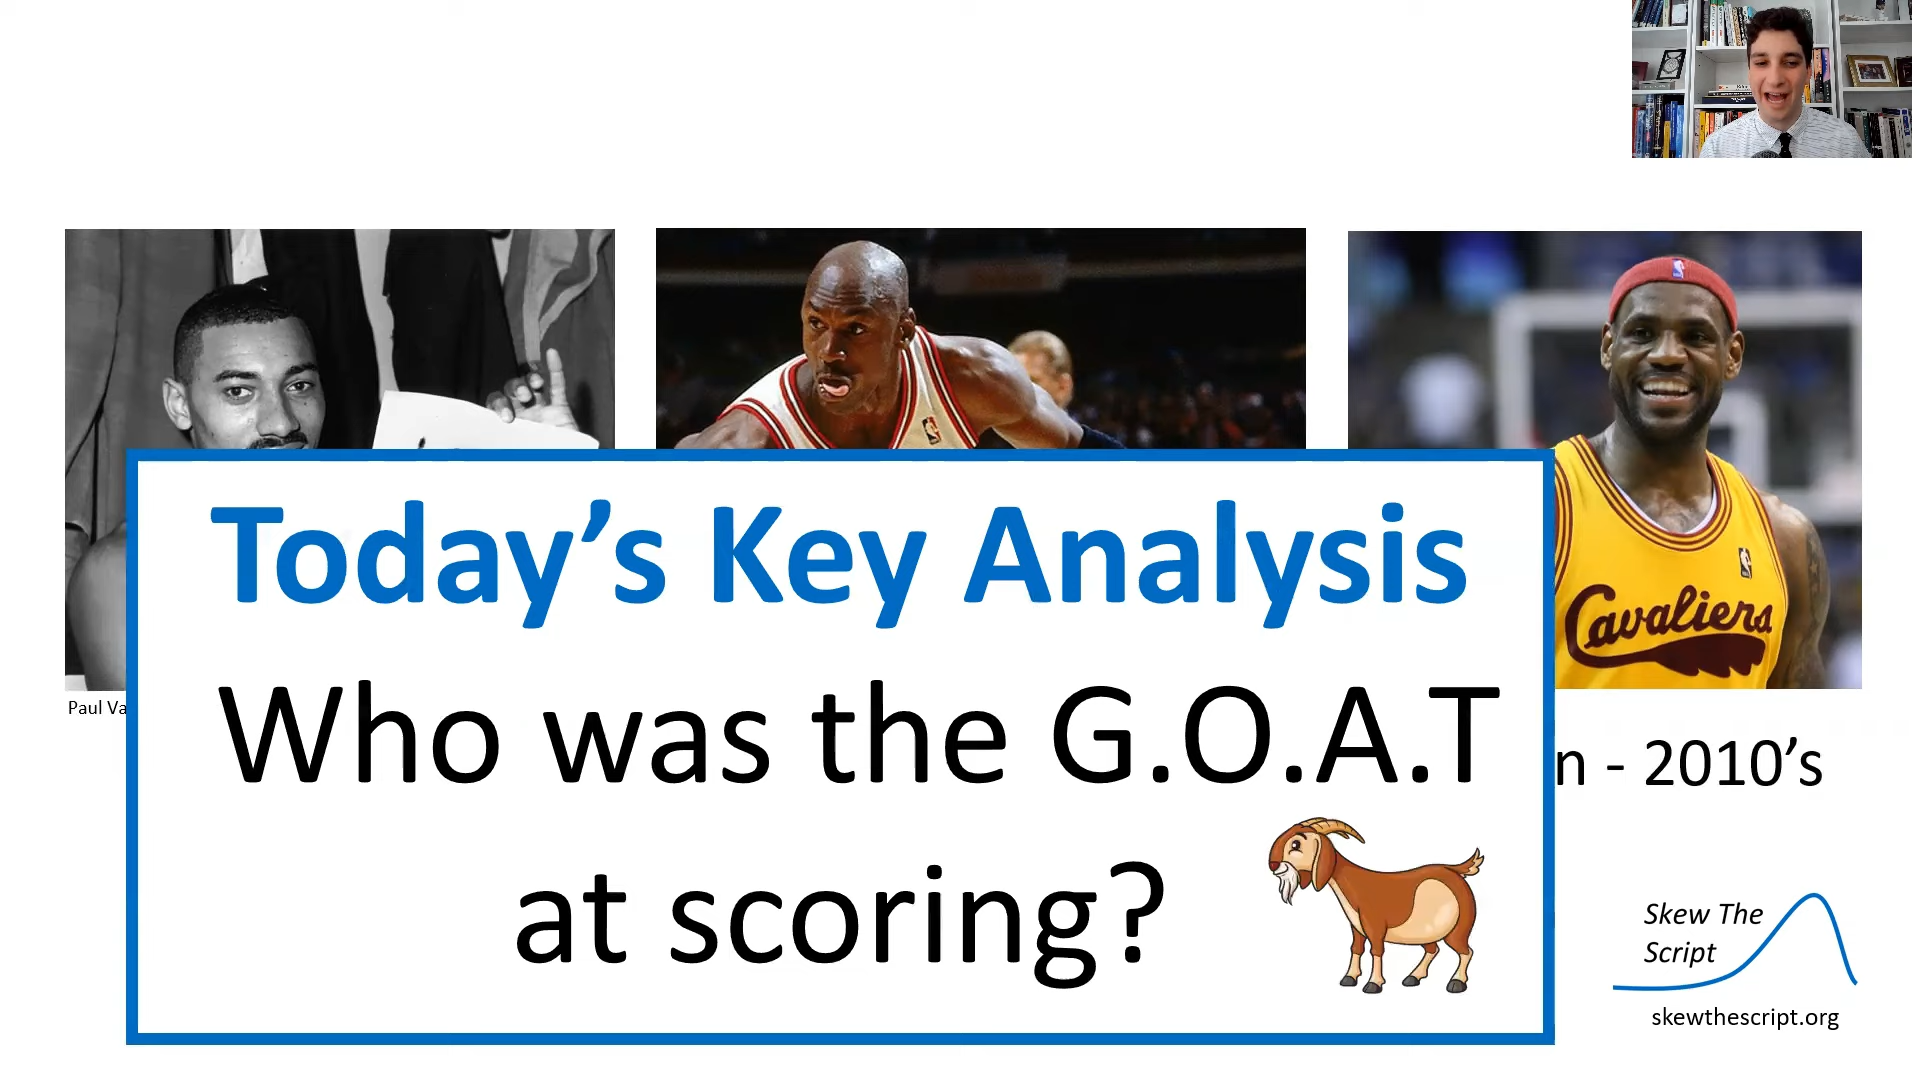 Cavaliers
Paul Va
Today's Key Analysis
Who was the G.O.A.T
at scoring?
n - 2010's
Skew The
Script
skewthescript.org